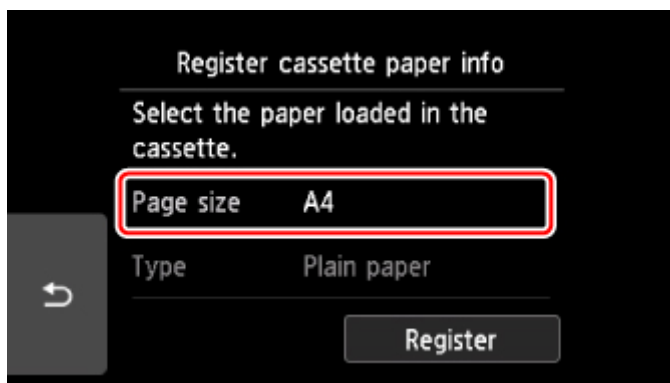 Register cassette paper info
Select the paper loaded in the
cassette.
Page size A4
Type Plain paper
Register